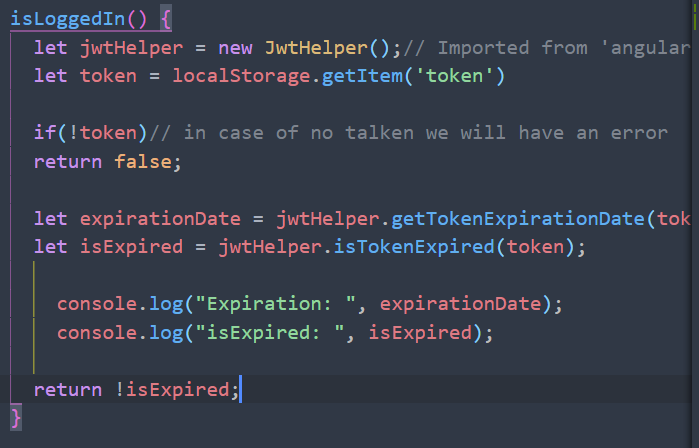 isLoggedIn() {
let jwtHelper = new JwtHelper();// Imported from 'angular
let token = localStorage.getItem('token')
if(!token)// in case of no talken we will have an error
return false;
let expirationDate = jwtHelper.getTokenExpirationDate(tok
let isExpired = jwtHelper.isTokenExpired(token);
console.log("Expiration: ", expirationDate);
console.log("isExpired: ", isExpired);
return !isExpired;
}